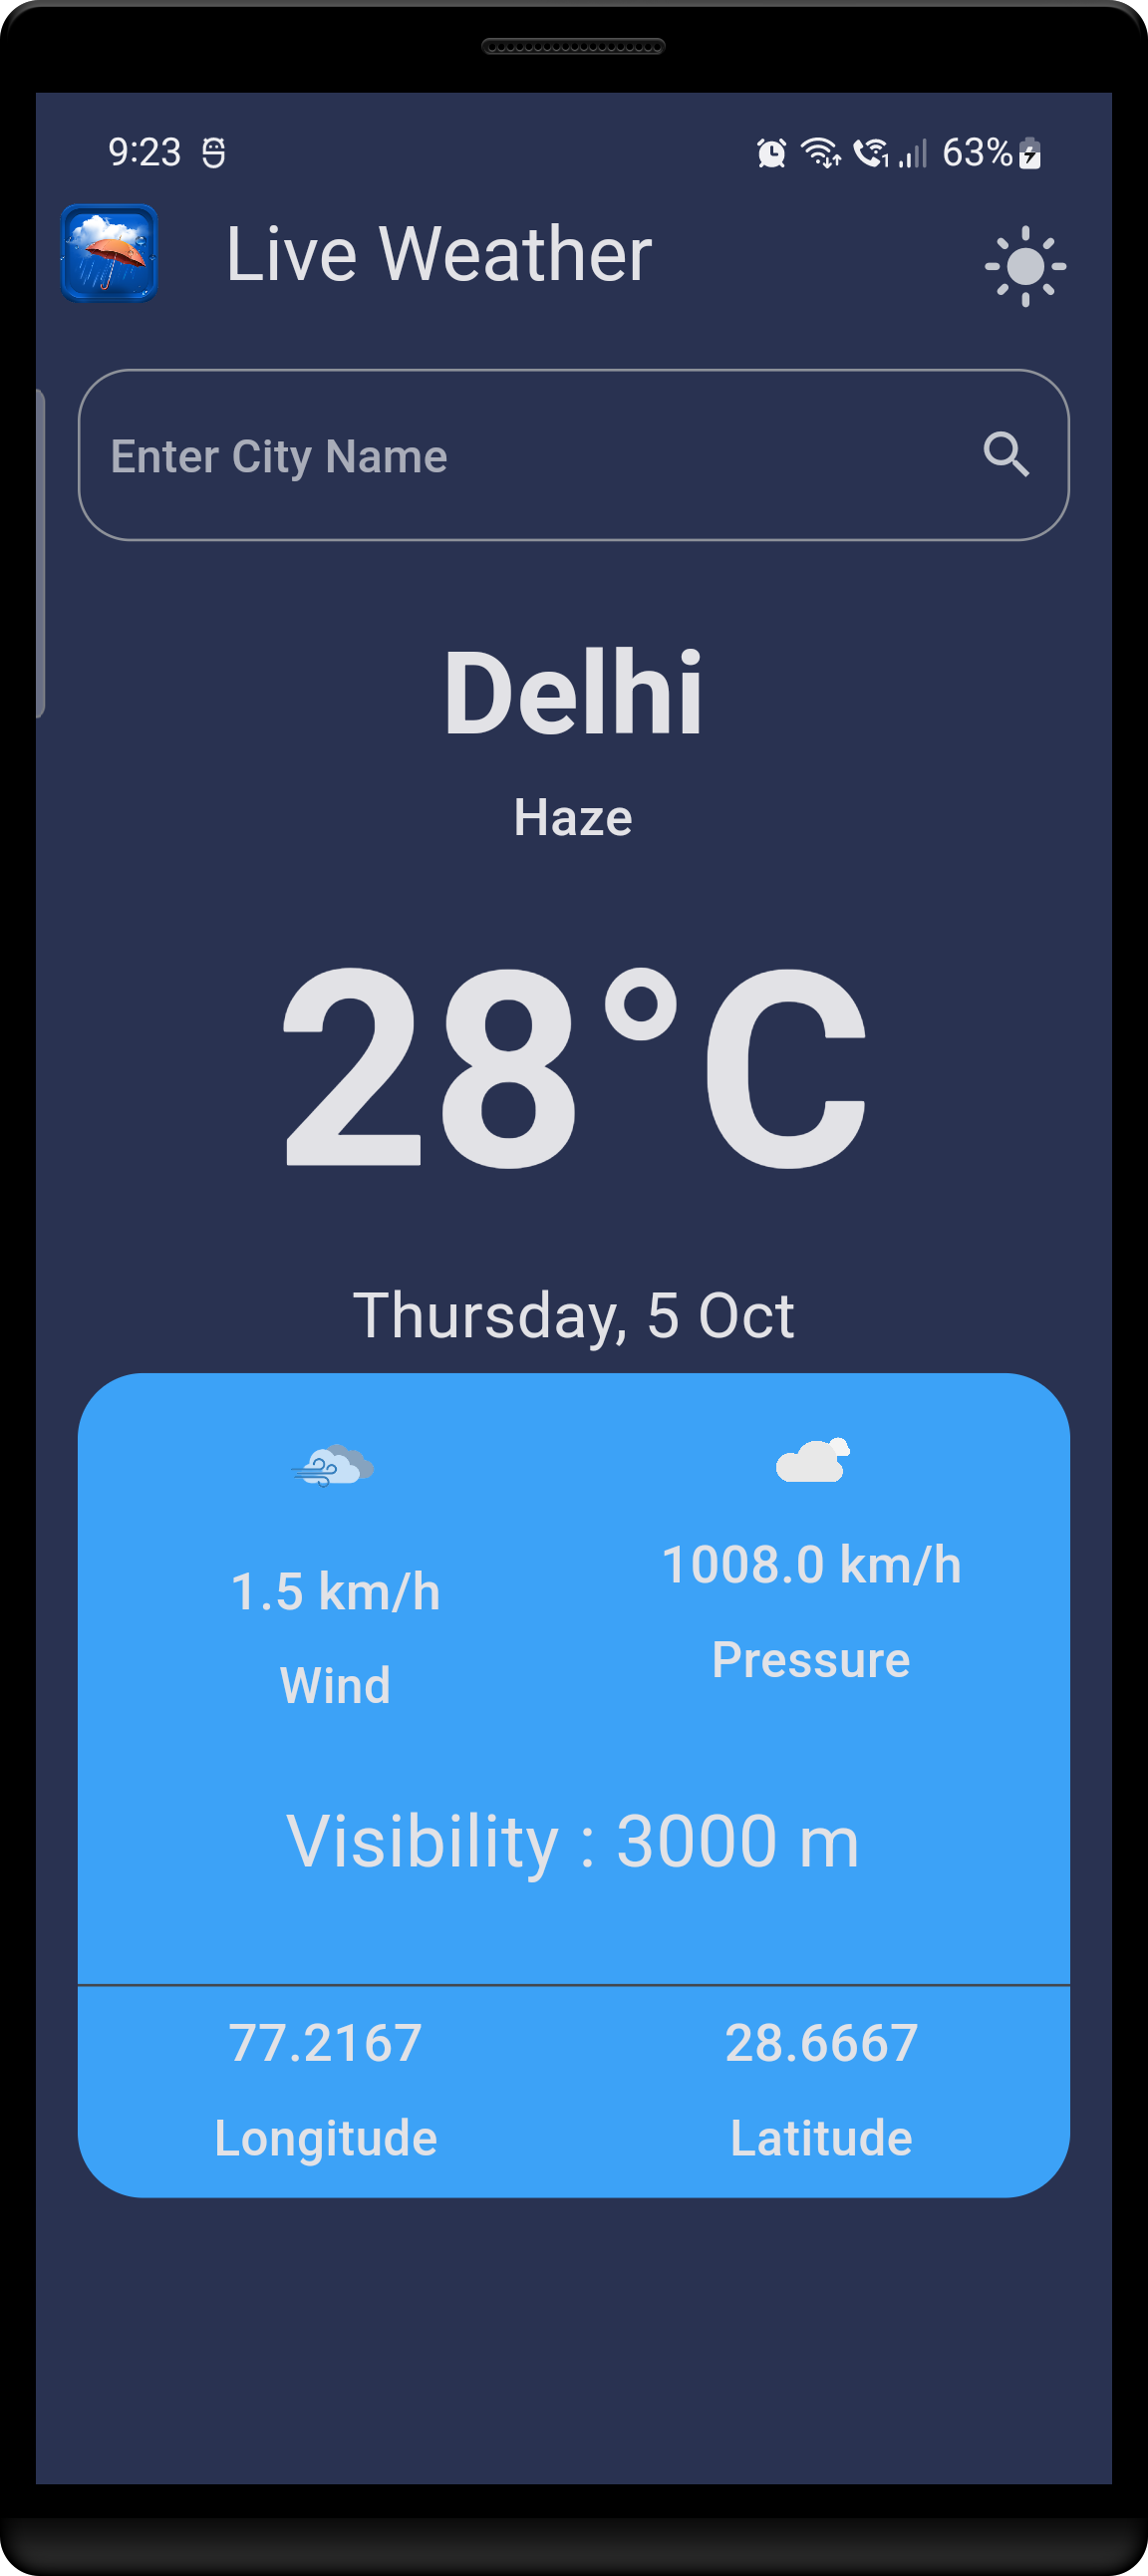 9:23 63%
Live Weather
Enter City Name
Delhi
Haze
28°C
Thursday, 5 Oct
1.5 km/h 1008.0 km/h
Wind Pressure
Visibility : 3000 m
77.2167 28.6667
Longitude Latitude